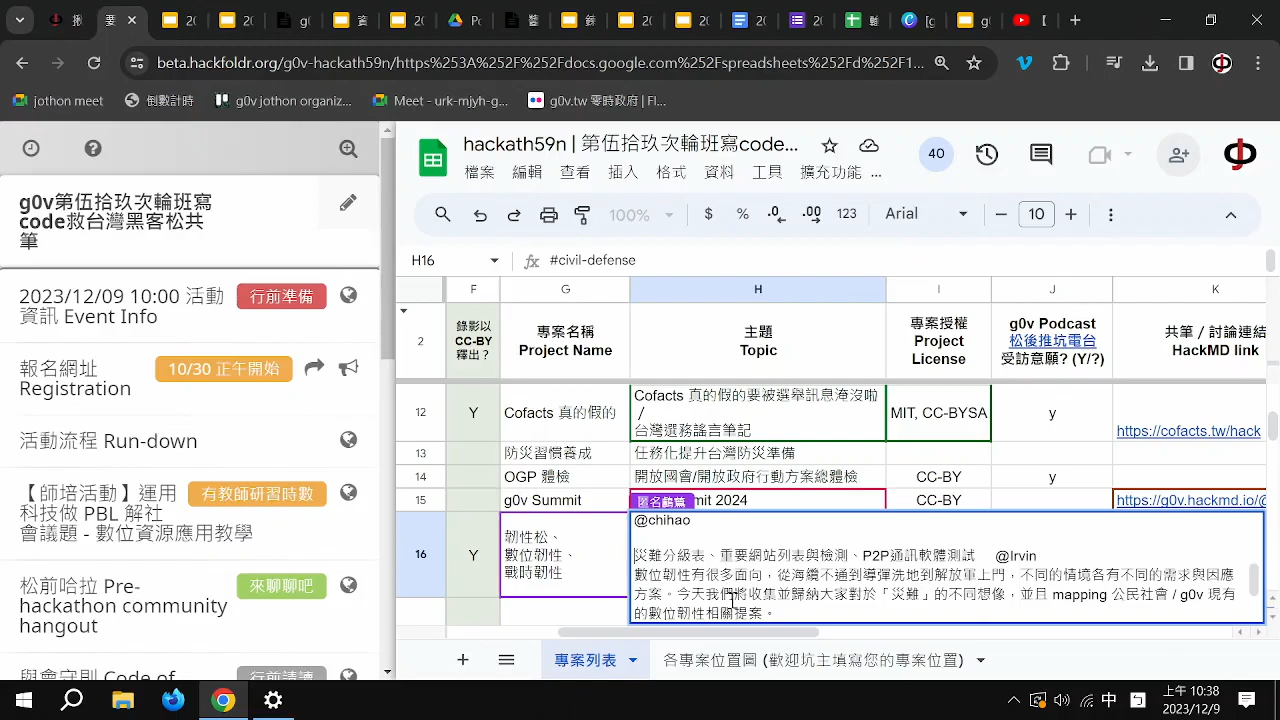 beta.hackfoldr.org/g0v-hackath59n/https%253A%252F%252Fdocs.google.com%252Fspreadsheets%252Fd%252F1...
jothon meet
倒數計時
g0v jothon organiz...
Meet - urk-mjyh-g...
g0v.tw 零時政府 | Fl...
g0v第伍拾玖次輪班寫
code救台灣黑客松共
筆
2023/12/09 10:00 活動
資訊 Event Info
行前準備
報名網址
Registration
10/30 正午開始
活動流程 Run-down
【師培活動】運用
科技做 PBL 解社
會議題 - 數位資源應用教學
有教師研習時數
松前哈拉 Pre-
hackathon community
hangout
來聊聊吧
與會守則 Code of
行前請讀
hackath59n | 第伍拾玖次輪班寫code...
40
檔案 編輯 查看 插入 格式 資料 工具 擴充功能 ...
100%
$ % .0 .00 123 Arial 10
H16
fx #civil-defense
F G H I J K
2
錄影以
CC-BY
釋出？
專案名稱
Project Name
主題
Topic
專案授權
Project
License
g0v Podcast
松後推坑電台
受訪意願? (Y/?)
共筆 / 討論連結
HackMD link
12
Y
Cofacts 真的假的
Cofacts 真的假的要被選舉訊息淹沒啦
/
台灣選務謠言筆記
MIT, CC-BYSA
y
https://cofacts.tw/hack
13
防災習慣養成
任務化提升台灣防災準備
14
OGP 體檢
開放國會/開放政府行動方案總體檢
CC-BY
y
15
g0v Summit
匿名鶴鶉
mit 2024
CC-BY
https://g0v.hackmd.io/@
16
Y
韌性松、
數位韌性、
戰時韌性
@chihao
災難分級表、重要網站列表與檢測、P2P通訊軟體測試 @Irvin
數位韌性有很多面向，從海纜不通到導彈洗地到解放軍上門，不同的情境各有不同的需求與因應
方案。今天我們將收集並歸納大家對於「災難」的不同想像，並且 mapping 公民社會 / g0v 現有
的數位韌性相關提案。
專案列表
各專案位置圖 (歡迎坑主填寫您的專案位置)
中
上午 10:38
2023/12/9